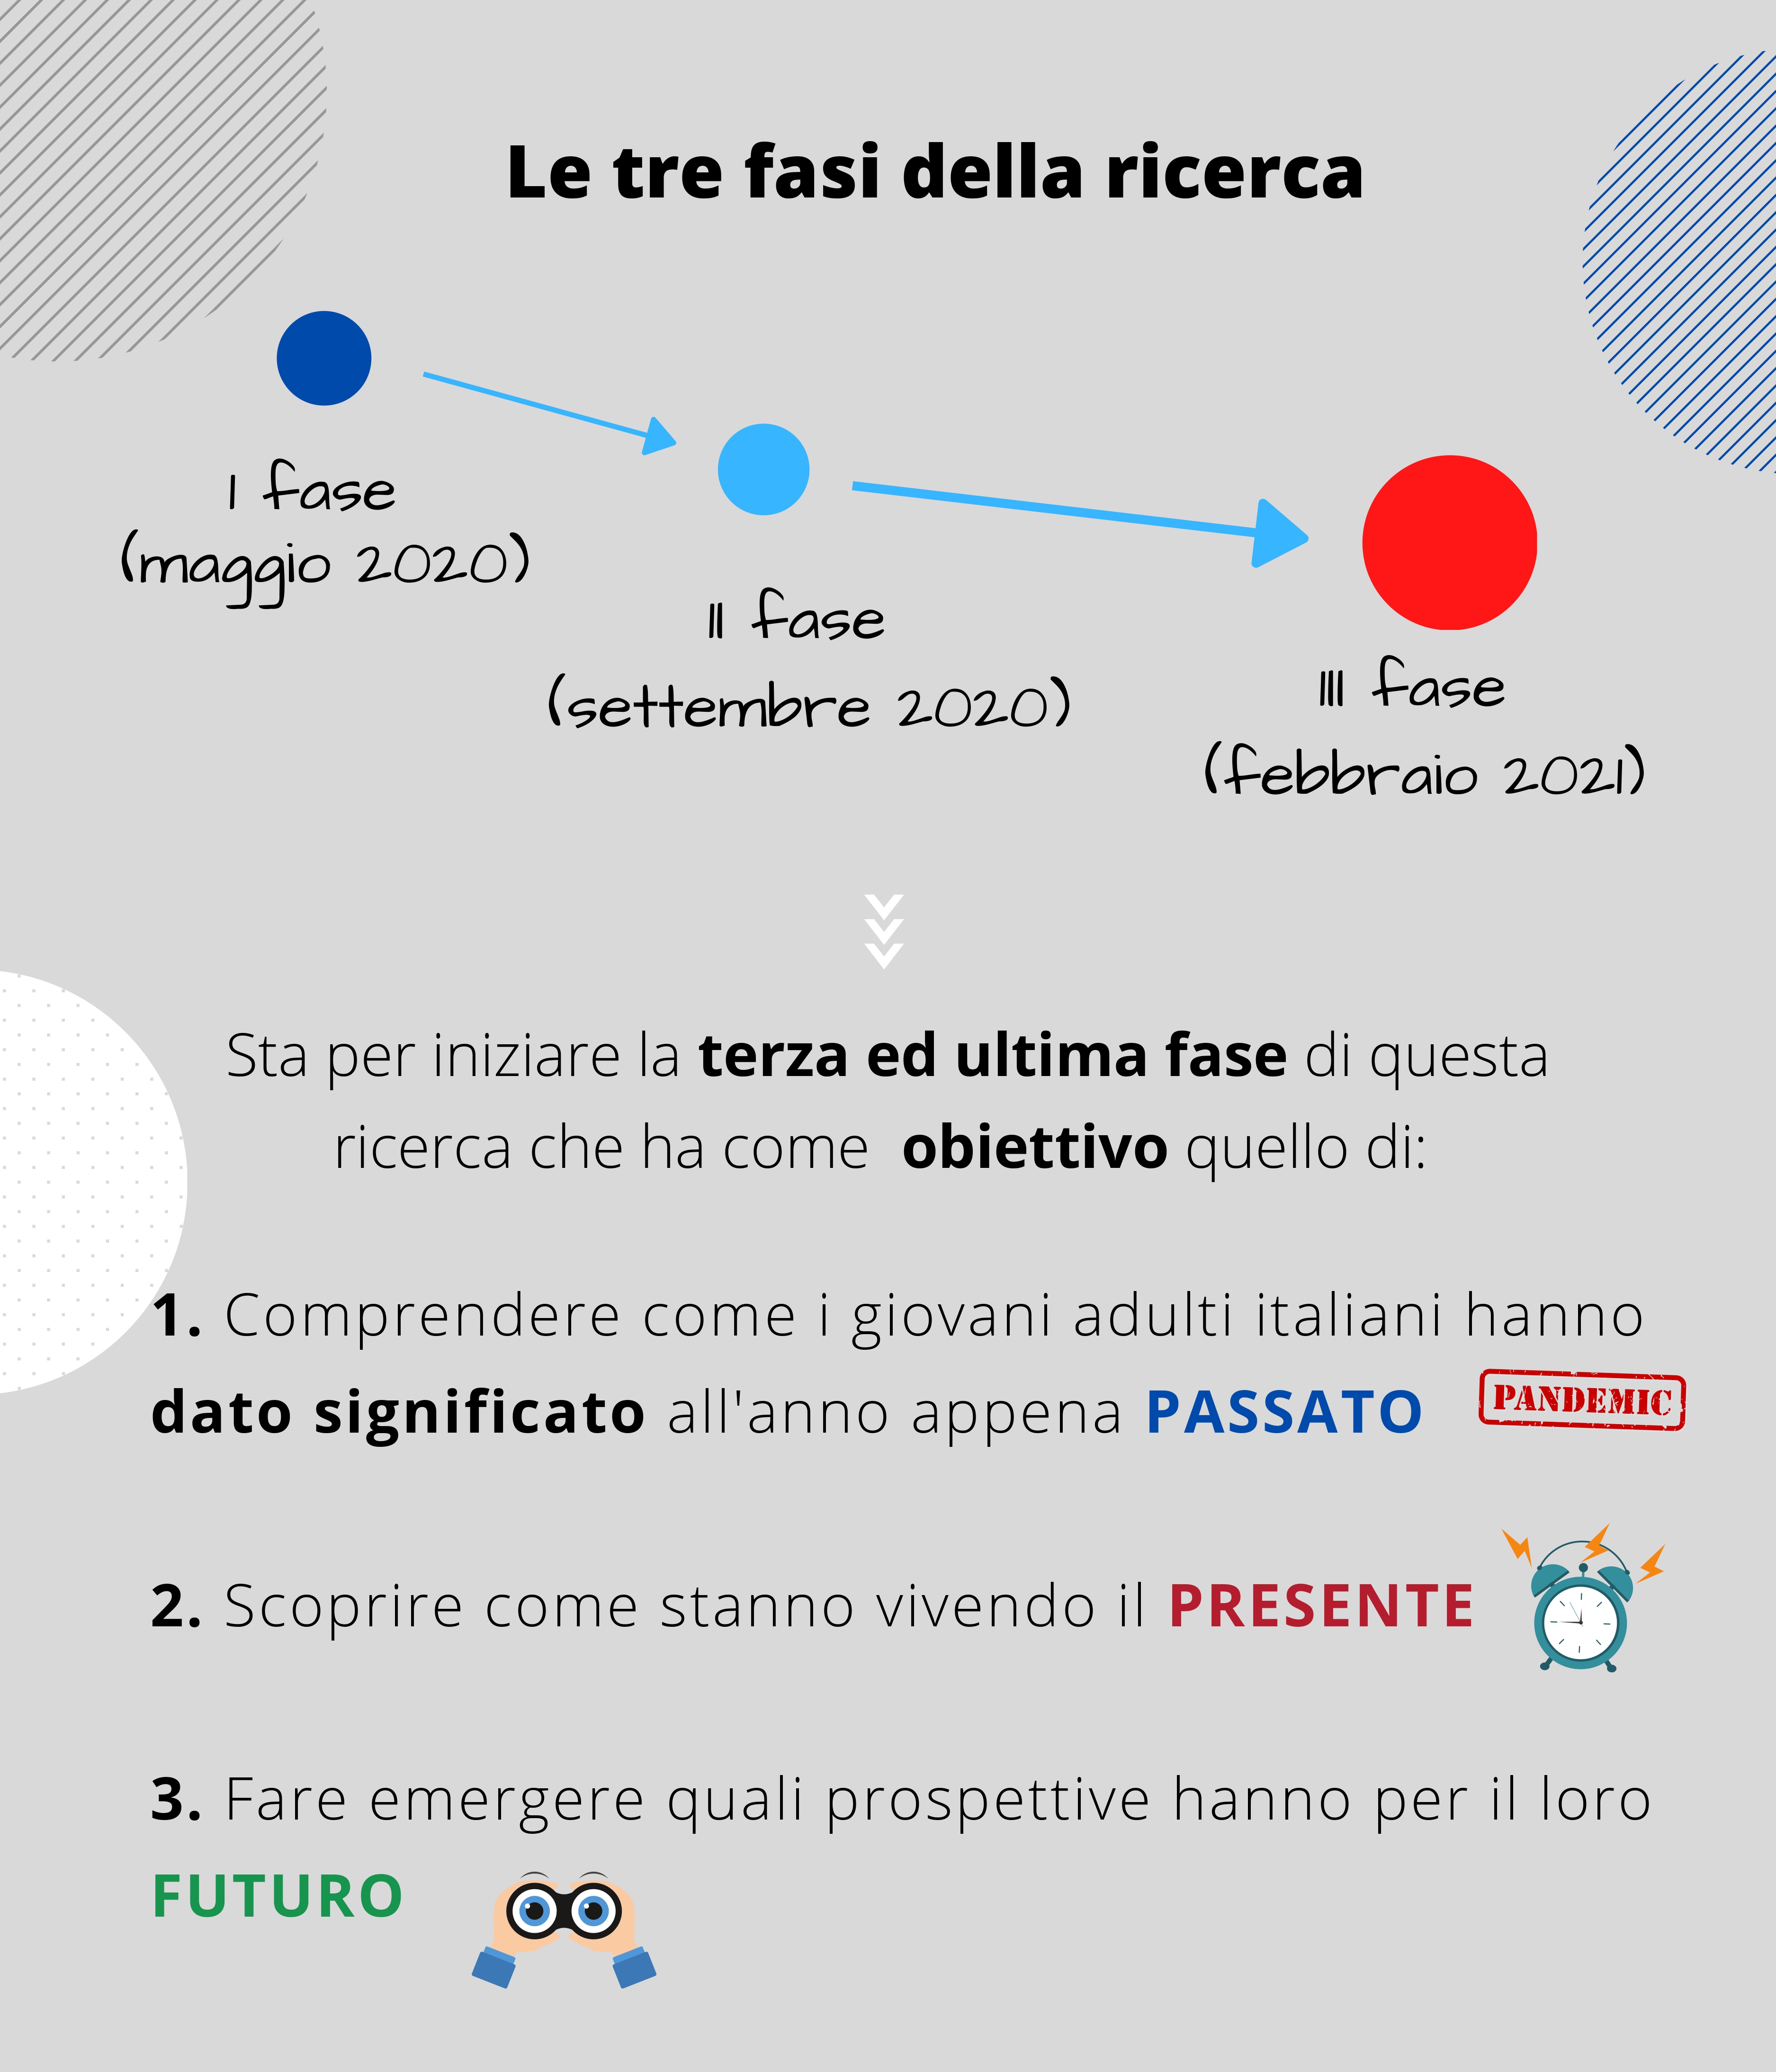 Le tre fasi della ricerca
I fase
(maggio 2020)
II fase
(settembre 2020)
III fase
(febbraio 2021)
Sta per iniziare la terza ed ultima fase di questa
ricerca che ha come obiettivo quello di:
1. Comprendere come i giovani adulti italiani hanno
dato significato all'anno appena PASSATO
PANDEMIC
2. Scoprire come stanno vivendo il PRESENTE
3. Fare emergere quali prospettive hanno per il loro
FUTURO